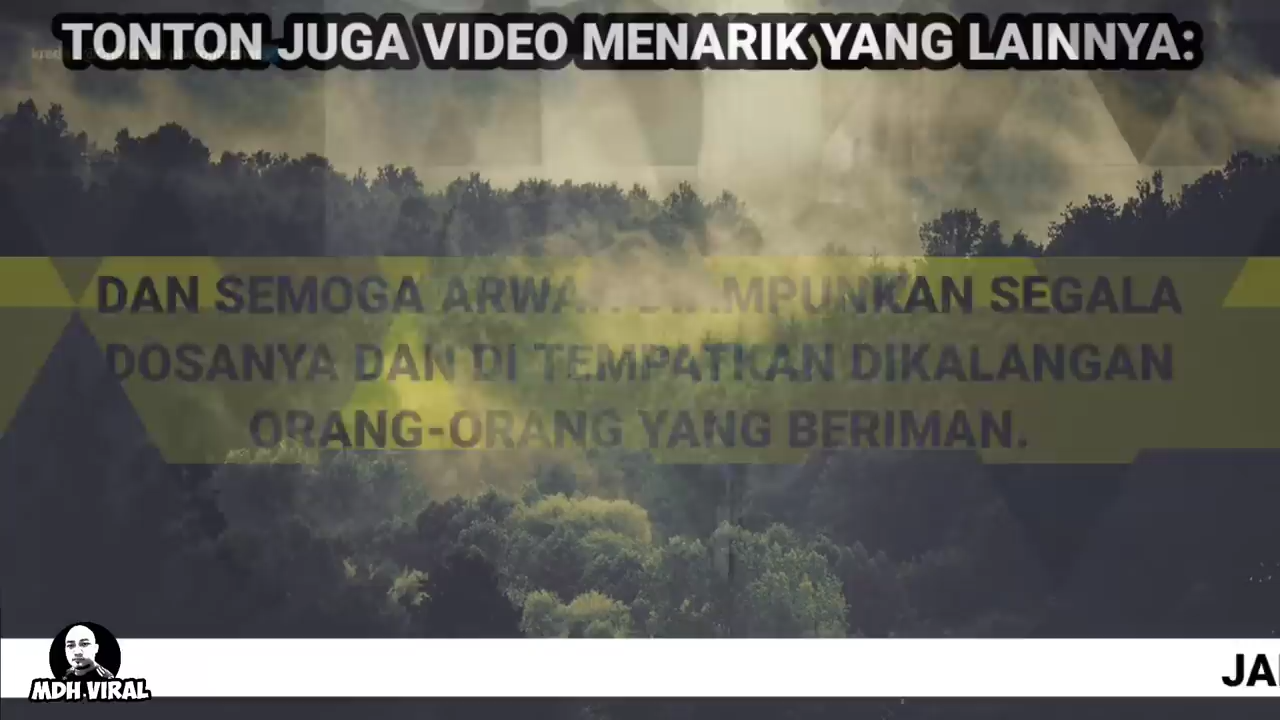 TONTON JUGA VIDEO MENARIK YANG LAINNYA:
DAN SEMOGA SEGALA
DOSANYA DAN DI TEMPATKAN DIKALANGAN
ORANG-ORANG YANG BERIMAN.
MDH VIRAL